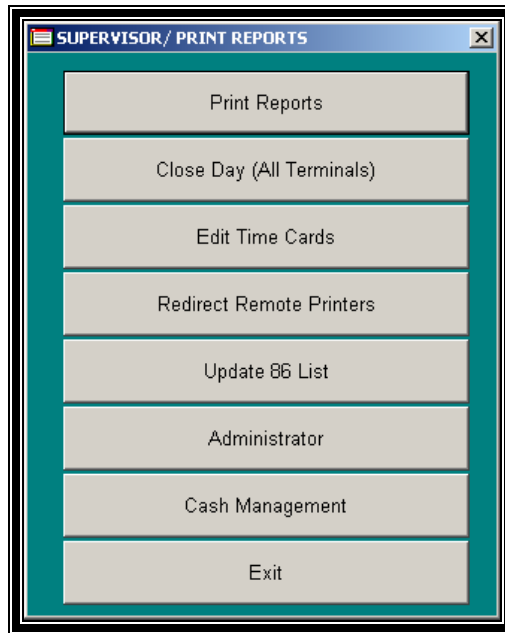 SUPERVISOR/ PRINT REPORTS
Print Reports
Close Day (All Terminals)
Edit Time Cards
Redirect Remote Printers
Update 86 List
Administrator
Cash Management
Exit